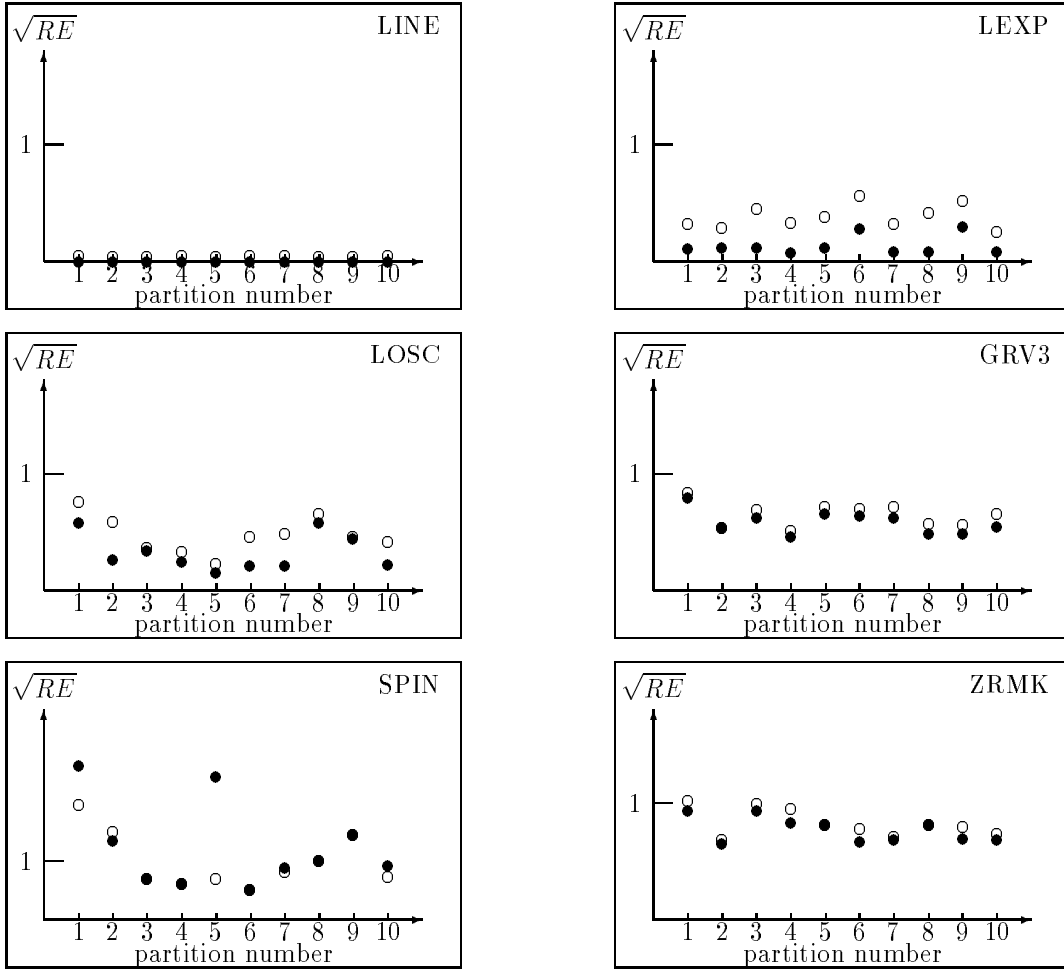 √RE LINE
1
1 2 3 4 5 6 7 8 9 10
partition number
√RE LEXP
1
1 2 3 4 5 6 7 8 9 10
partition number
√RE LOSC
1
1 2 3 4 5 6 7 8 9 10
partition number
√RE GRV3
1
1 2 3 4 5 6 7 8 9 10
partition number
√RE SPIN
1
1 2 3 4 5 6 7 8 9 10
partition number
√RE ZRMK
1
1 2 3 4 5 6 7 8 9 10
partition number